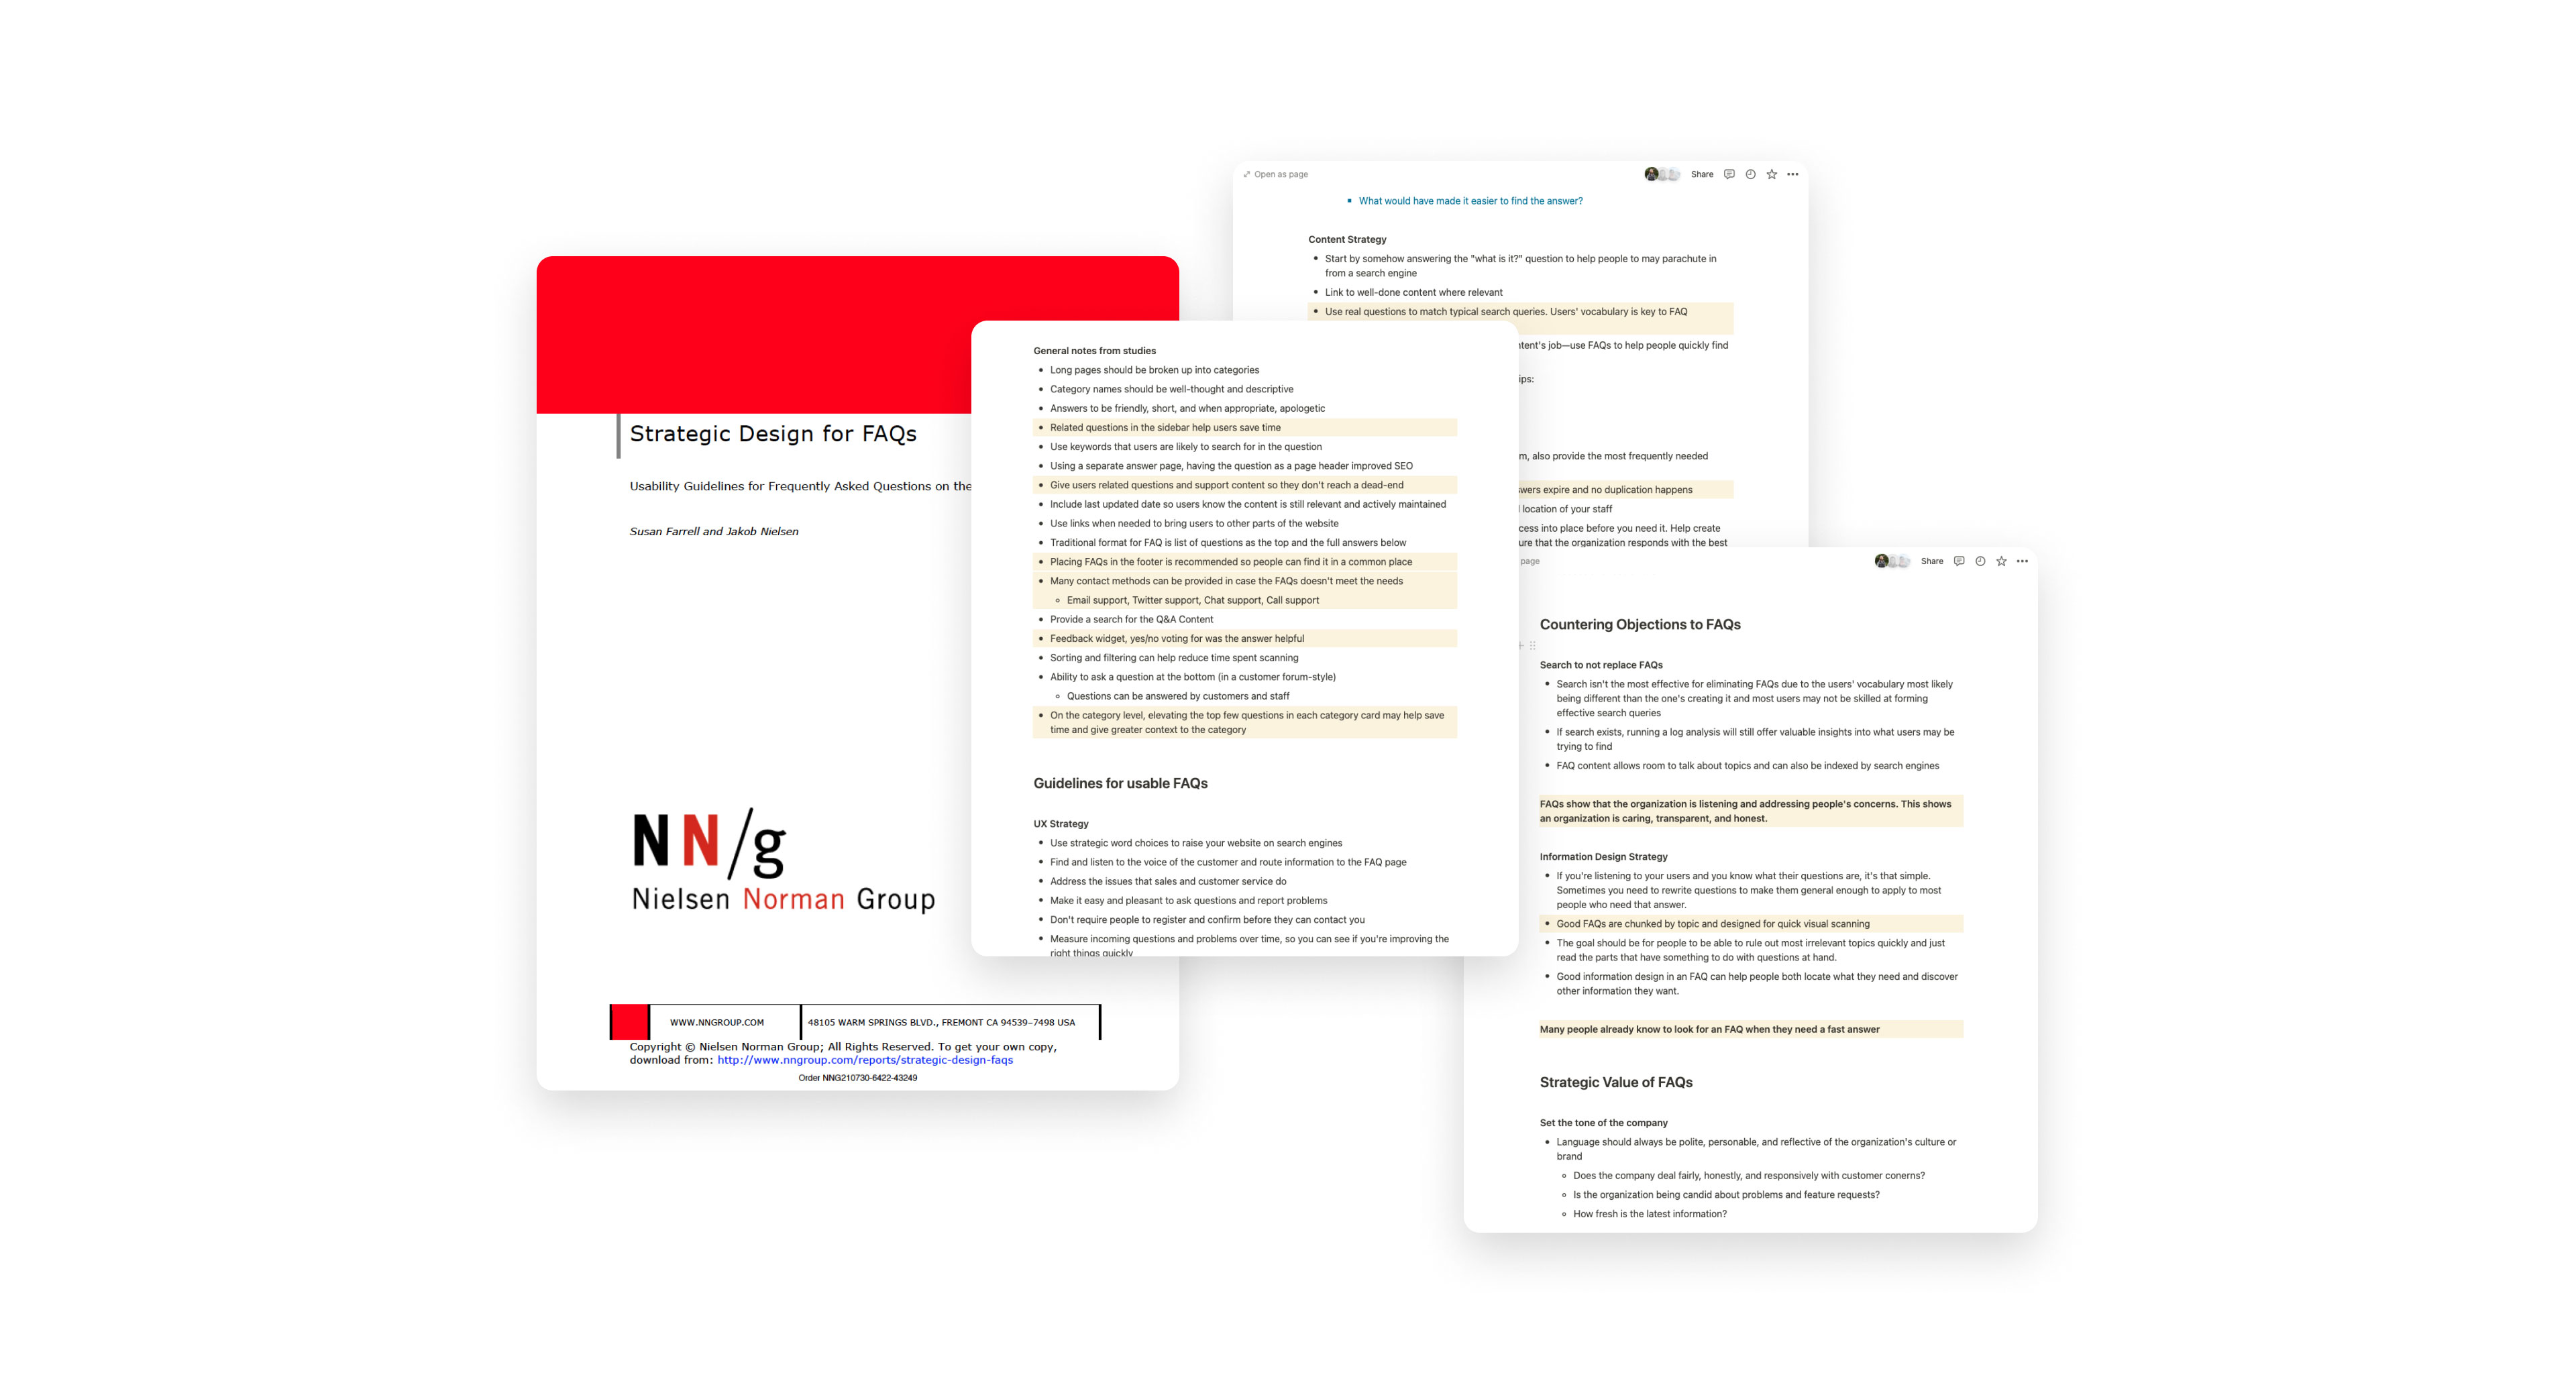 Strategic Design for FAQs
Usability Guidelines for Frequently Asked Questions on the
Susan Farrell and Jakob Nielsen
NN/g
Nielsen Norman Group
WWW.NNGROUP.COM
48105 WARM SPRINGS BLVD., FREMONT CA 94539–7498 USA
Copyright © Nielsen Norman Group; All Rights Reserved. To get your own copy,
download from: http://www.nngroup.com/reports/strategic-design-faqs
Order NNG210730-6422-43249
General notes from studies
• Long pages should be broken up into categories
• Category names should be well-thought and descriptive
• Answers to be friendly, short, and when appropriate, apologetic
• Related questions in the sidebar help users save time
• Use keywords that users are likely to search for in the question
• Using a separate answer page, having the question as a page header improved SEO
• Give users related questions and support content so they don't reach a dead-end
• Include last updated date so users know the content is still relevant and actively maintained
• Use links when needed to bring users to other parts of the website
• Traditional format for FAQ is list of questions as the top and the full answers below
• Placing FAQs in the footer is recommended so people can find it in a common place
• Many contact methods can be provided in case the FAQs doesn't meet the needs
◦ Email support, Twitter support, Chat support, Call support
• Provide a search for the Q&A Content
• Feedback widget, yes/no voting for was the answer helpful
• Sorting and filtering can help reduce time spent scanning
• Ability to ask a question at the bottom (in a customer forum-style)
◦ Questions can be answered by customers and staff
• On the category level, elevating the top few questions in each category card may help save
time and give greater context to the category
Guidelines for usable FAQs
UX Strategy
• Use strategic word choices to raise your website on search engines
• Find and listen to the voice of the customer and route information to the FAQ page
• Address the issues that sales and customer service do
• Make it easy and pleasant to ask questions and report problems
• Don't require people to register and confirm before they can contact you
• Measure incoming questions and problems over time, so you can see if you're improving the
right things quickly
Open as page
Share
▪ What would have made it easier to find the answer?
Content Strategy
• Start by somehow answering the "what is it?" question to help people to may parachute in
from a search engine
• Link to well-done content where relevant
• Use real questions to match typical search queries. Users' vocabulary is key to FAQ
ntent's job—use FAQs to help people quickly find
ips:
m, also provide the most frequently needed
swers expire and no duplication happens
l location of your staff
cess into place before you need it. Help create
ure that the organization responds with the best
page
Share
Countering Objections to FAQs
Search to not replace FAQs
• Search isn't the most effective for eliminating FAQs due to the users' vocabulary most likely
being different than the one's creating it and most users may not be skilled at forming
effective search queries
• If search exists, running a log analysis will still offer valuable insights into what users may be
trying to find
• FAQ content allows room to talk about topics and can also be indexed by search engines
FAQs show that the organization is listening and addressing people's concerns. This shows
an organization is caring, transparent, and honest.
Information Design Strategy
• If you're listening to your users and you know what their questions are, it's that simple.
Sometimes you need to rewrite questions to make them general enough to apply to most
people who need that answer.
• Good FAQs are chunked by topic and designed for quick visual scanning
• The goal should be for people to be able to rule out most irrelevant topics quickly and just
read the parts that have something to do with questions at hand.
• Good information design in an FAQ can help people both locate what they need and discover
other information they want.
Many people already know to look for an FAQ when they need a fast answer
Strategic Value of FAQs
Set the tone of the company
• Language should always be polite, personable, and reflective of the organization's culture or
brand
◦ Does the company deal fairly, honestly, and responsively with customer conerns?
◦ Is the organization being candid about problems and feature requests?
◦ How fresh is the latest information?